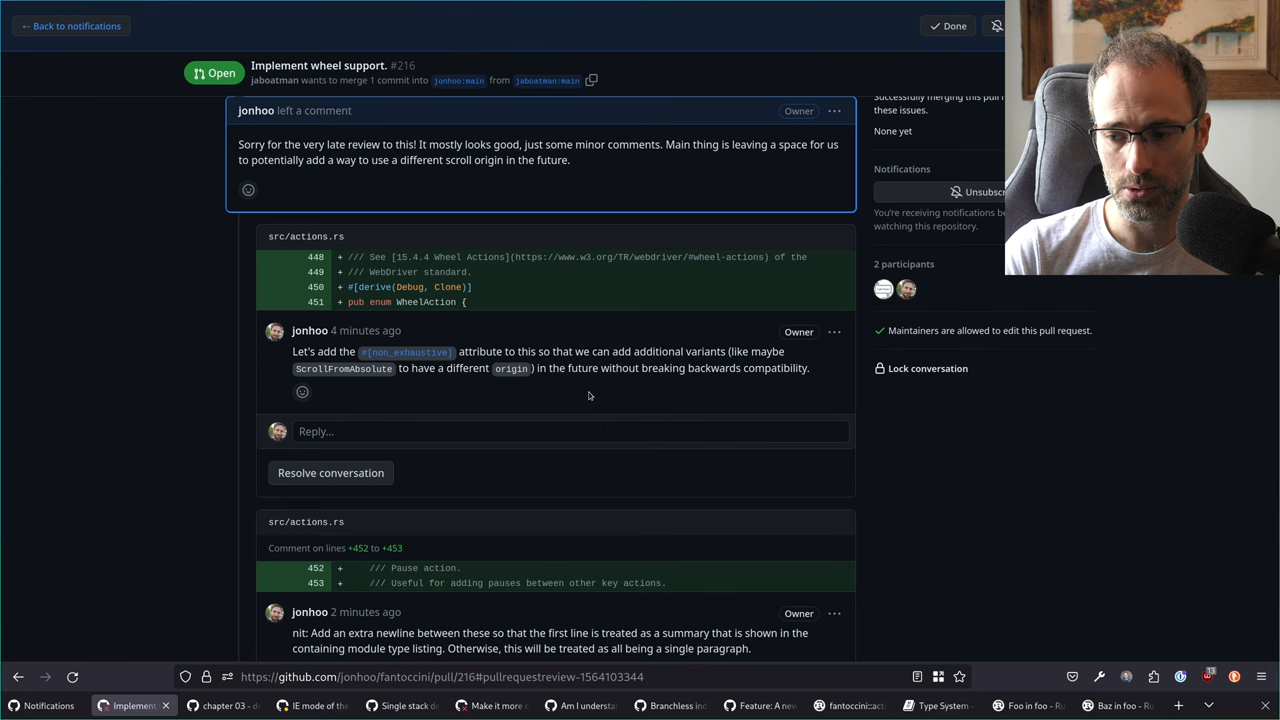 ← Back to notifications
Done
Open
Implement wheel support. #216
jaboatman wants to merge 1 commit into jonhoo:main from jaboatman:main
jonhoo left a comment
Owner
Sorry for the very late review to this! It mostly looks good, just some minor comments. Main thing is leaving a space for us
to potentially add a way to use a different scroll origin in the future.
src/actions.rs
448 + /// See [15.4.4 Wheel Actions](https://www.w3.org/TR/webdriver/#wheel-actions) of the
449 + /// WebDriver standard.
450 + #[derive(Debug, Clone)]
451 + pub enum WheelAction {
jonhoo 4 minutes ago
Owner
Let's add the #[non_exhaustive] attribute to this so that we can add additional variants (like maybe
ScrollFromAbsolute to have a different origin) in the future without breaking backwards compatibility.
Reply...
Resolve conversation
src/actions.rs
Comment on lines +452 to +453
452 + /// Pause action.
453 + /// Useful for adding pauses between other key actions.
jonhoo 2 minutes ago
Owner
nit: Add an extra newline between these so that the first line is treated as a summary that is shown in the
containing module type listing. Otherwise, this will be treated as all being a single paragraph.
Successfully merging this pull r
these issues.
None yet
Notifications
Unsubscr
You're receiving notifications be
watching this repository.
2 participants
Maintainers are allowed to edit this pull request.
Lock conversation
https://github.com/jonhoo/fantoccini/pull/216#pullrequestreview-1564103344
13
Notifications
Implement
chapter 03 - d
IE mode of the
Single stack de
Make it more o
Am I understa
Branchless ind
Feature: A new
fantoccini::acti
Type System -
Foo in foo - Ru
Baz in foo - Ru